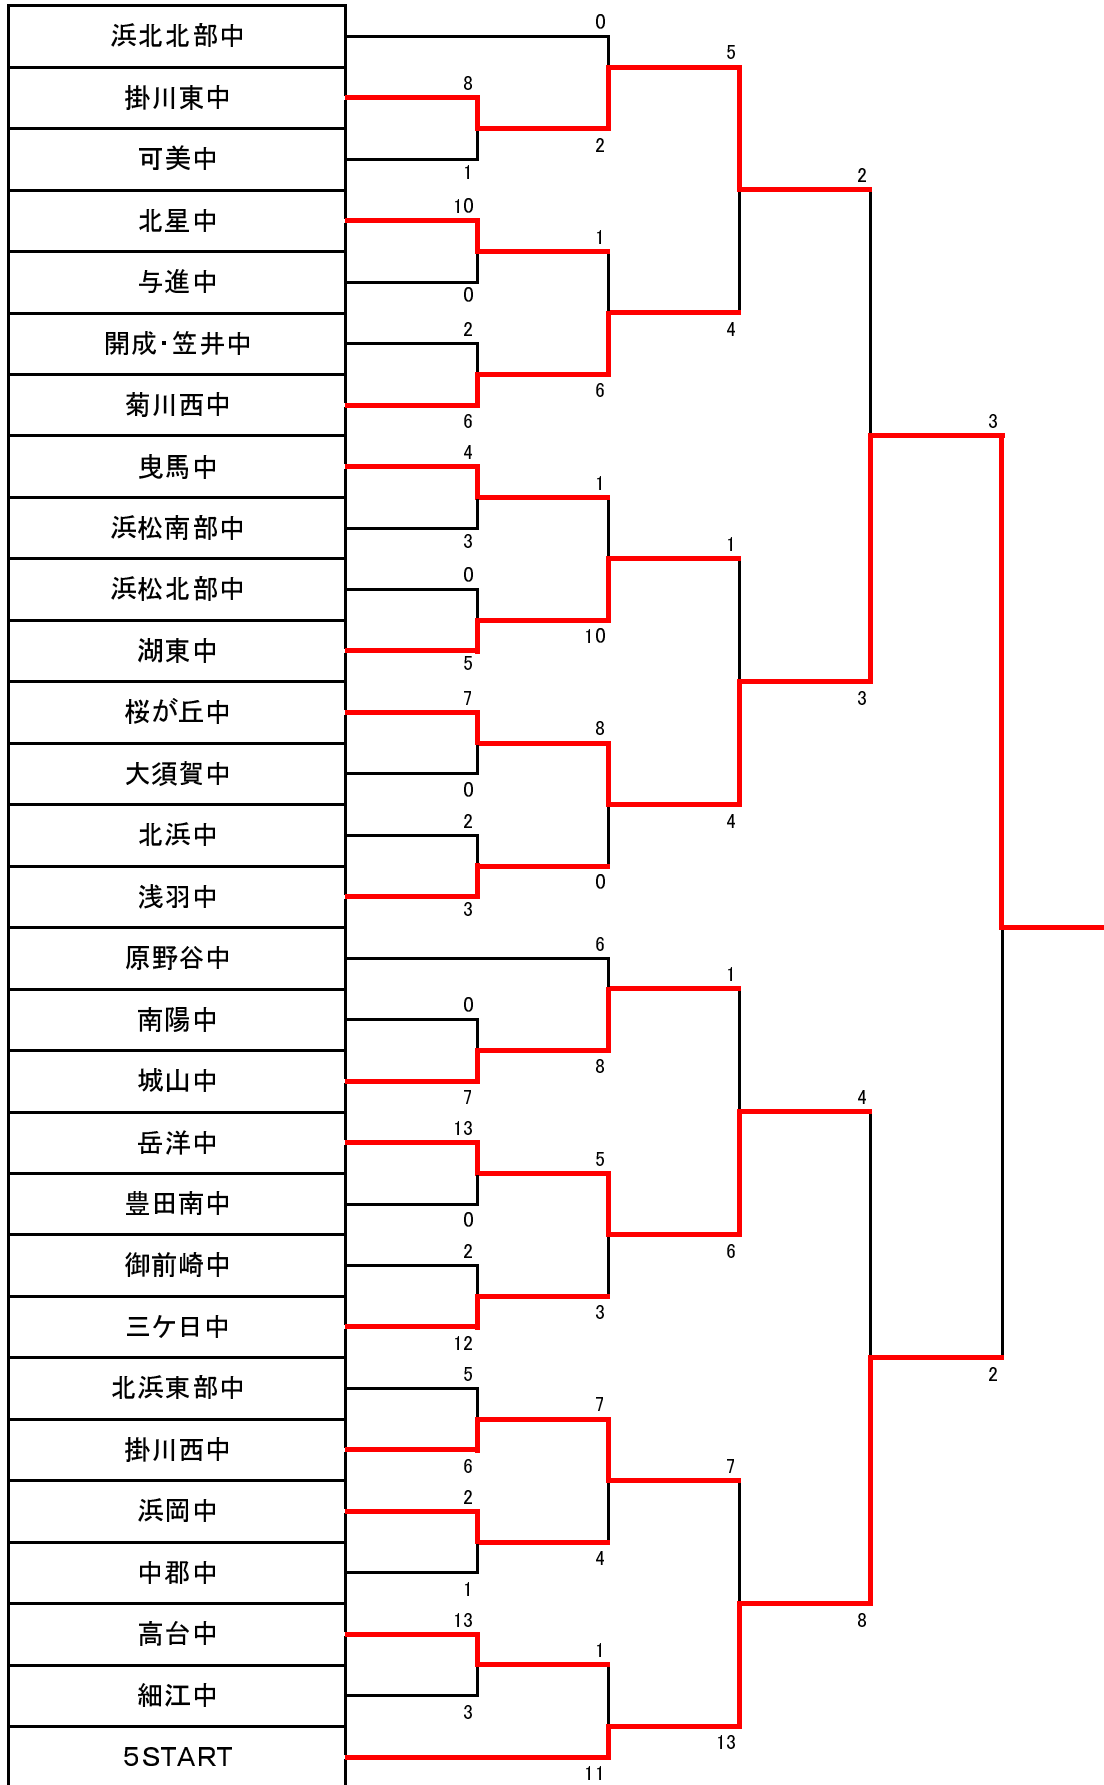 浜北北部中
掛川東中
可美中
北星中
与進中
開成・笠井中
菊川西中
曳馬中
浜松南部中
浜松北部中
湖東中
桜が丘中
大須賀中
北浜中
浅羽中
原野谷中
南陽中
城山中
岳洋中
豊田南中
御前崎中
三ケ日中
北浜東部中
掛川西中
浜岡中
中郡中
高台中
細江中
5START
8
1
10
0
2
6
4
3
0
5
7
0
2
3
0
7
13
0
2
12
5
6
2
1
13
3
0
2
1
6
1
10
8
0
6
8
5
3
7
4
1
11
5
4
1
4
1
6
7
13
2
3
4
8
3
2